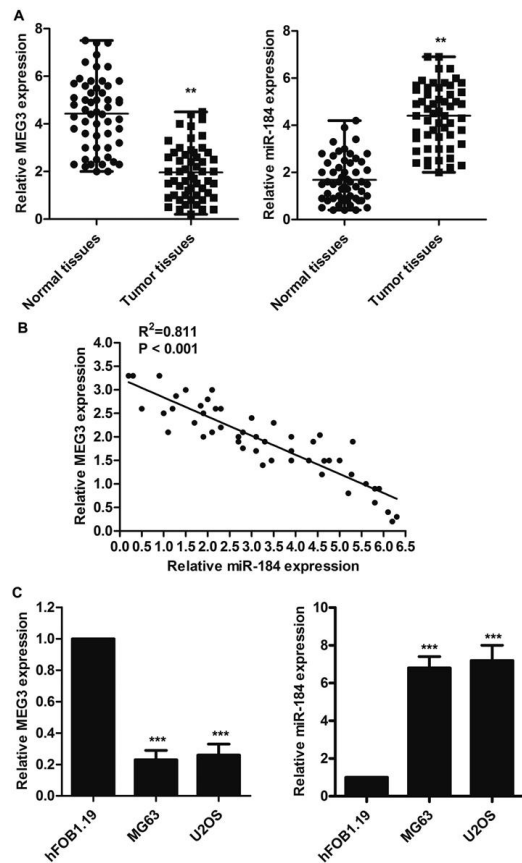 A
Relative MEG3 expression
8
6
4
2
0
**
Normal tissues
Tumor tissues
Relative miR-184 expression
8
6
4
2
0
**
Normal tissues
Tumor tissues
B
R²=0.811
P < 0.001
Relative MEG3 expression
4.0
3.5
3.0
2.5
2.0
1.5
1.0
0.5
0.0
0.0 0.5 1.0 1.5 2.0 2.5 3.0 3.5 4.0 4.5 5.0 5.5 6.0 6.5
Relative miR-184 expression
C
Relative MEG3 expression
1.2
1.0
0.8
0.6
0.4
0.2
0.0
***
***
hFOB1.19
MG63
U2OS
Relative miR-184 expression
10
8
6
4
2
0
***
***
hFOB1.19
MG63
U2OS